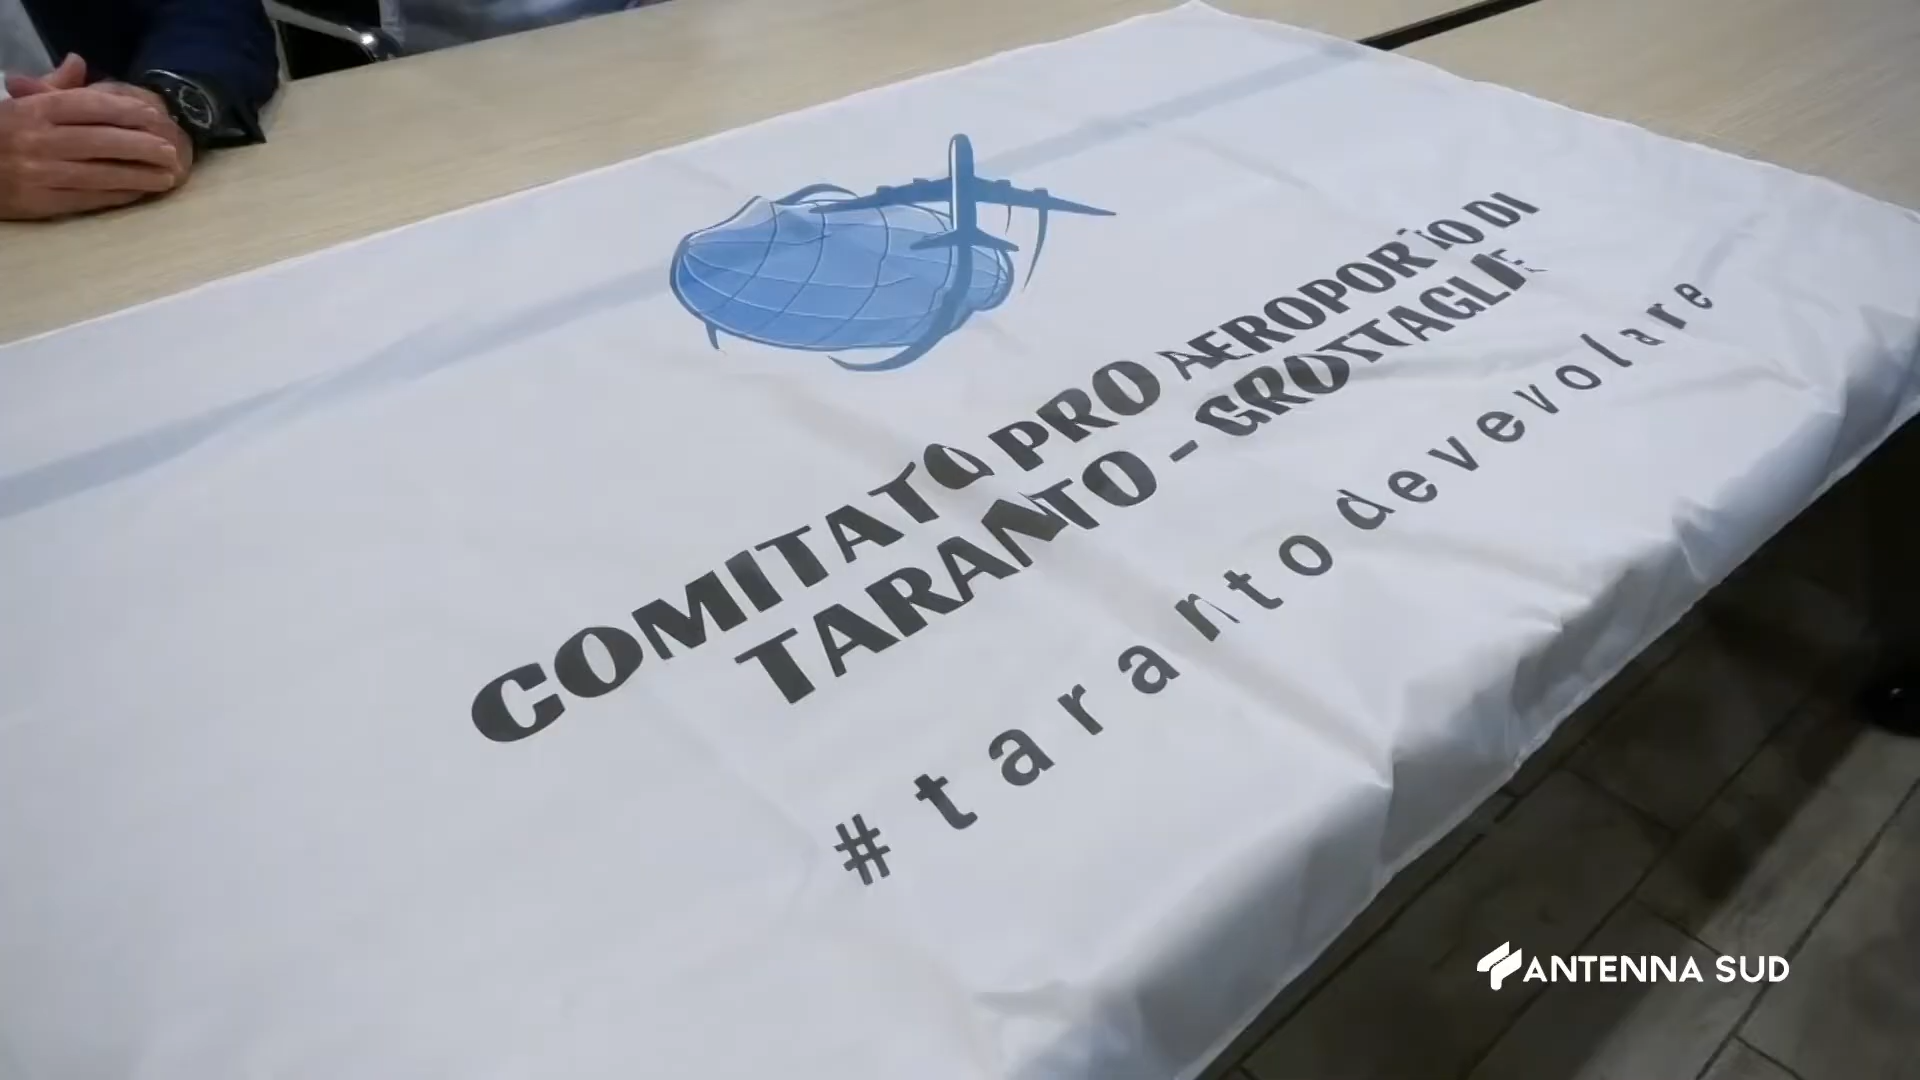 COMITATO PRO AEROPORTO DI
TARANTO - GROTTAGLIE
#tarantodevevolare
ANTENNA SUD